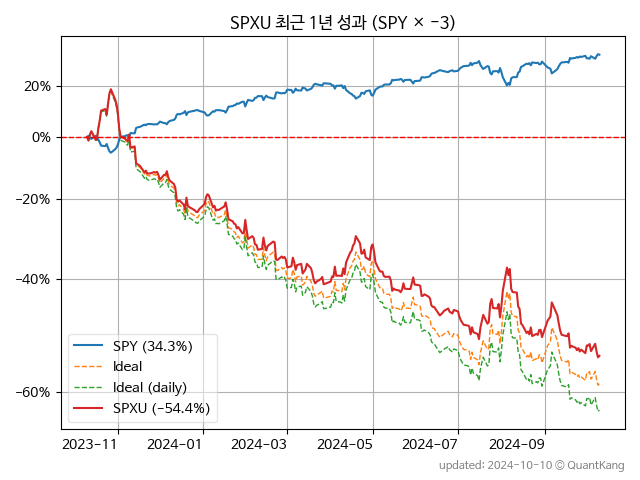 SPXU 최근 1년 성과 (SPY × −3)
20%
0%
−20%
−40%
−60%
SPY (34.3%)
Ideal
Ideal (daily)
SPXU (−54.4%)
2023-11
2024-01
2024-03
2024-05
2024-07
2024-09
updated: 2024-10-10 © QuantKang